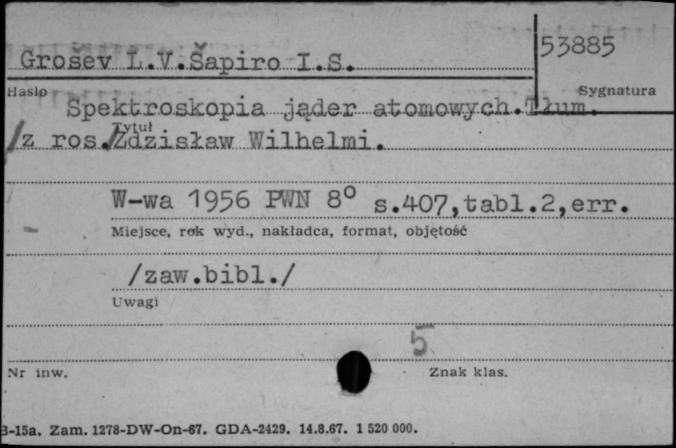 Grošev L.V.Šapiro I.S.
53885
Hasło
Sygnatura
Spektroskopia jąder atomowych.Tłum.
/z ros./Zdzisław Wilhelmi.
Tytuł
W-wa 1956 PWN 8° s.407,tabl.2,err.
Miejsce, rok wyd., nakładca, format, objętość
/zaw.bibl./
Uwagi
5
Nr inw.
Znak klas.
B-15a. Zam. 1278-DW-On-67. GDA-2429. 14.8.67. 1 520 000.